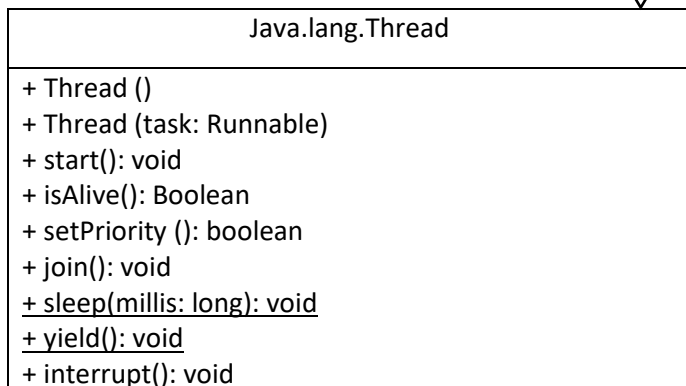 Java.lang.Thread
+ Thread ()
+ Thread (task: Runnable)
+ start(): void
+ isAlive(): Boolean
+ setPriority (): boolean
+ join(): void
+ sleep(millis: long): void
+ yield(): void
+ interrupt(): void